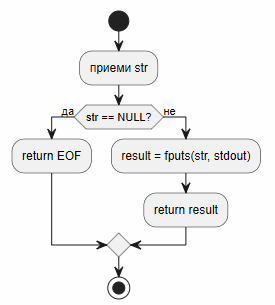 приеми str
да
str == NULL?
не
return EOF
result = fputs(str, stdout)
return result